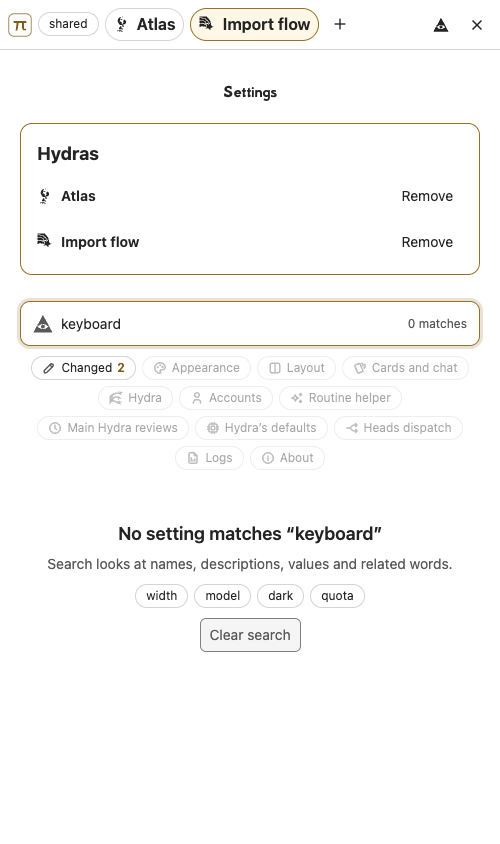 π shared Atlas Import flow
Settings
Hydras
Atlas Remove
Import flow Remove
keyboard 0 matches
Changed 2 Appearance Layout Cards and chat
Hydra Accounts Routine helper
Main Hydra reviews Hydra's defaults Heads dispatch
Logs About
No setting matches “keyboard”
Search looks at names, descriptions, values and related words.
width model dark quota
Clear search